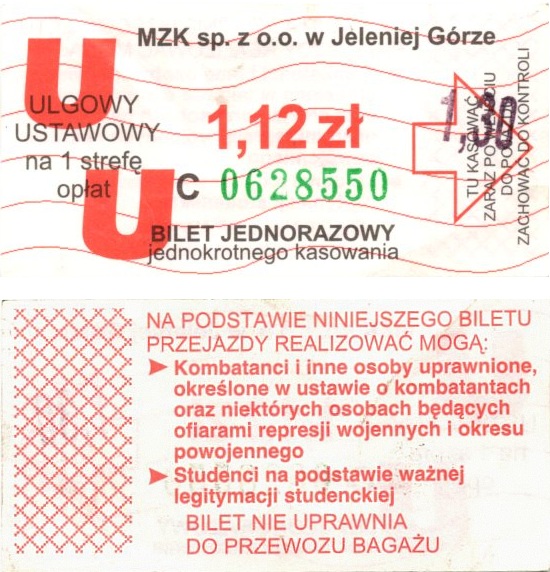 MZK sp. z o.o. w Jeleniej Górze
U
ULGOWY
USTAWOWY
na 1 strefę
opłat
U
1,12 zł
C 0628550
BILET JEDNORAZOWY
jednokrotnego kasowania
1,30
TU KASOWAĆ
ZARAZ PO WEJŚCIU
DO
ZACHOWAĆ DO KONTROLI
NA PODSTAWIE NINIEJSZEGO BILETU
PRZEJAZDY REALIZOWAĆ MOGĄ:
Kombatanci i inne osoby uprawnione,
określone w ustawie o kombatantach
oraz niektórych osobach będących
ofiarami represji wojennych i okresu
powojennego
Studenci na podstawie ważnej
legitymacji studenckiej
BILET NIE UPRAWNIA
DO PRZEWOZU BAGAŻU